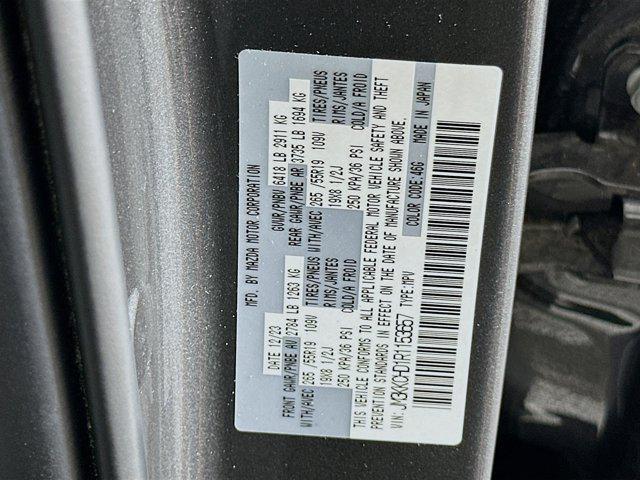 MFD. BY MAZDA MOTOR CORPORATION
DATE 12/23 GVWR/PNBV 6418 LB 2911 KG
FRONT GAWR/PNBE AV 2784 LB 1263 KG REAR GAWR/PNBE AR 3735 LB 1694 KG
WITH/AVEC 265 /55R19 109V TIRES/PNEUS WITH/AVEC 265 /55R19 109V TIRES/PNEUS
19X8 1/2J RIMS/JANTES 19X8 1/2J RIMS/JANTES
250 KPA/36 PSI COLD/A FROID 250 KPA/36 PSI COLD/A FROID
THIS VEHICLE CONFORMS TO ALL APPLICABLE FEDERAL MOTOR VEHICLE SAFETY AND THEFT
PREVENTION STANDARDS IN EFFECT ON THE DATE OF MANUFACTURE SHOWN ABOVE.
VIN: JM3KKCHD1R1153657 TYPE:MPV COLOR CODE:46G MADE IN JAPAN